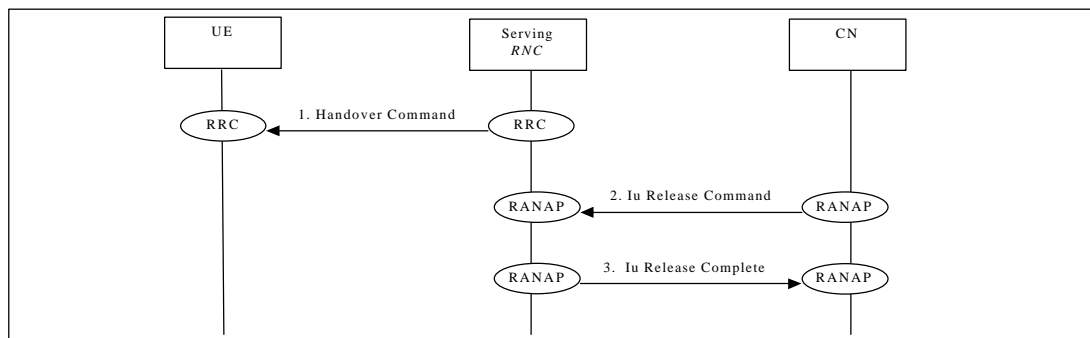 UE
Serving
RNC
CN
1. Handover Command
RRC
RRC
2. Iu Release Command
RANAP
RANAP
3. Iu Release Complete
RANAP
RANAP